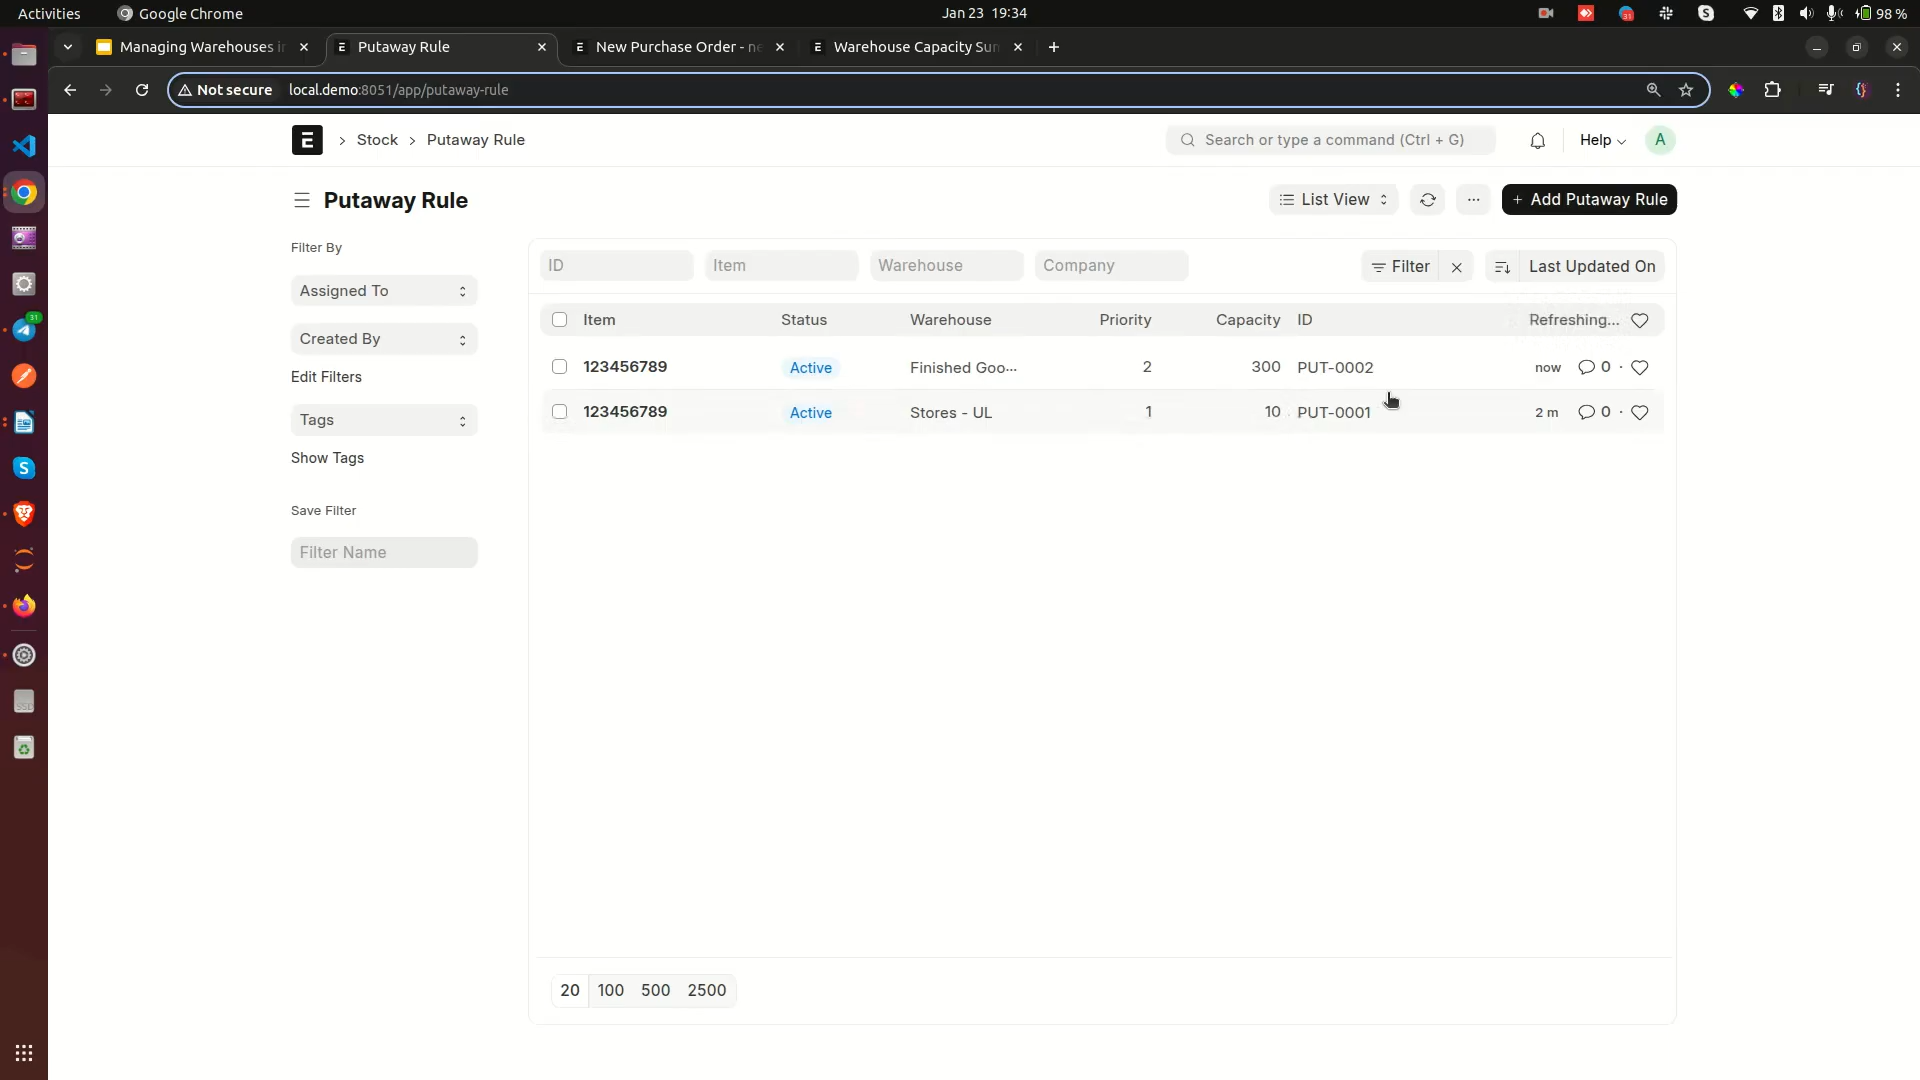 Activities Google Chrome Jan 23 19:34 98 %
Managing Warehouses i Putaway Rule New Purchase Order - ne Warehouse Capacity Sum
Not secure local.demo:8051/app/putaway-rule
E > Stock > Putaway Rule Search or type a command (Ctrl + G) Help A
Putaway Rule List View ... + Add Putaway Rule
Filter By
Assigned To
Created By
Edit Filters
Tags
Show Tags
Save Filter
Filter Name
ID Item Warehouse Company Filter Last Updated On
Item Status Warehouse Priority Capacity ID Refreshing...
123456789 Active Finished Goo... 2 300 PUT-0002 now 0 ·
123456789 Active Stores - UL 1 10 PUT-0001 2 m 0 ·
20 100 500 2500
31
31
SSD